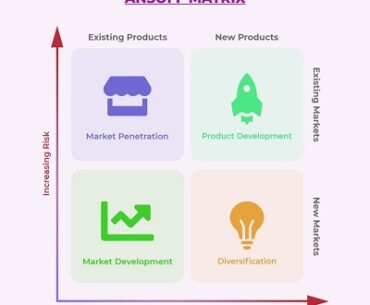 ANSOFF MATRIX
Existing Products
New Products
Market Penetration
Product Development
Existing Markets
Increasing Risk
Market Development
Diversification
New Markets